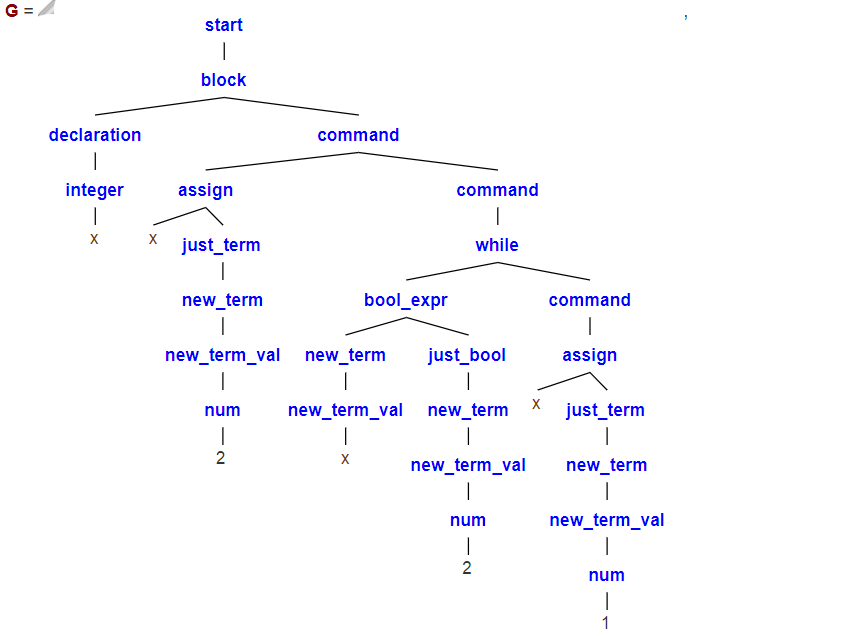 G =
,
start
block
declaration command
integer assign command
x x just_term while
new_term bool_expr command
new_term_val new_term just_bool assign
num new_term_val new_term x just_term
2 x new_term_val new_term
num new_term_val
2 num
1